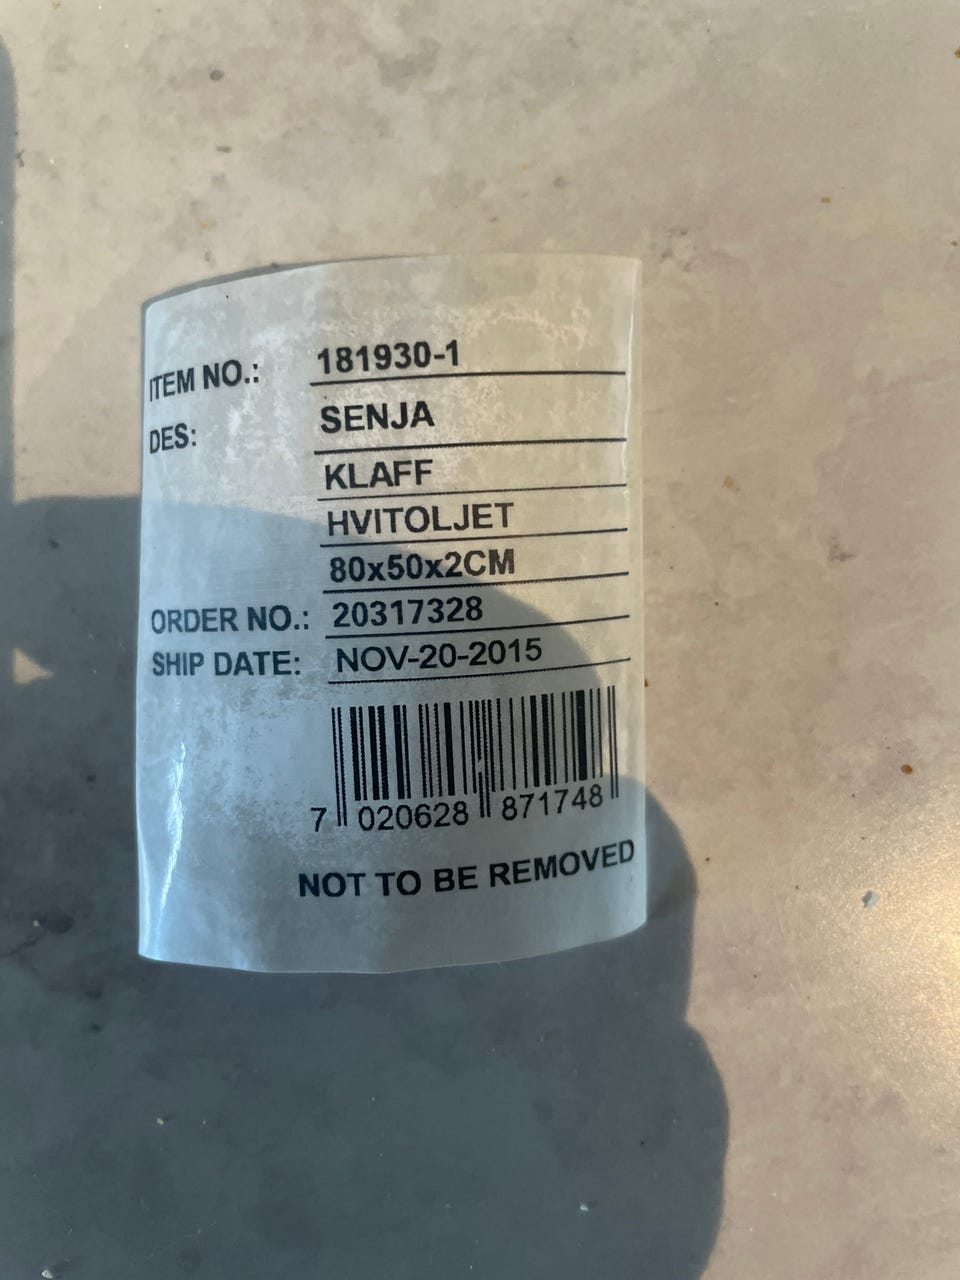 ITEM NO.: 181930-1
DES: SENJA
KLAFF
HVITOLJET
80x50x2CM
ORDER NO.: 20317328
SHIP DATE: NOV-20-2015
7 020628 871748
NOT TO BE REMOVED